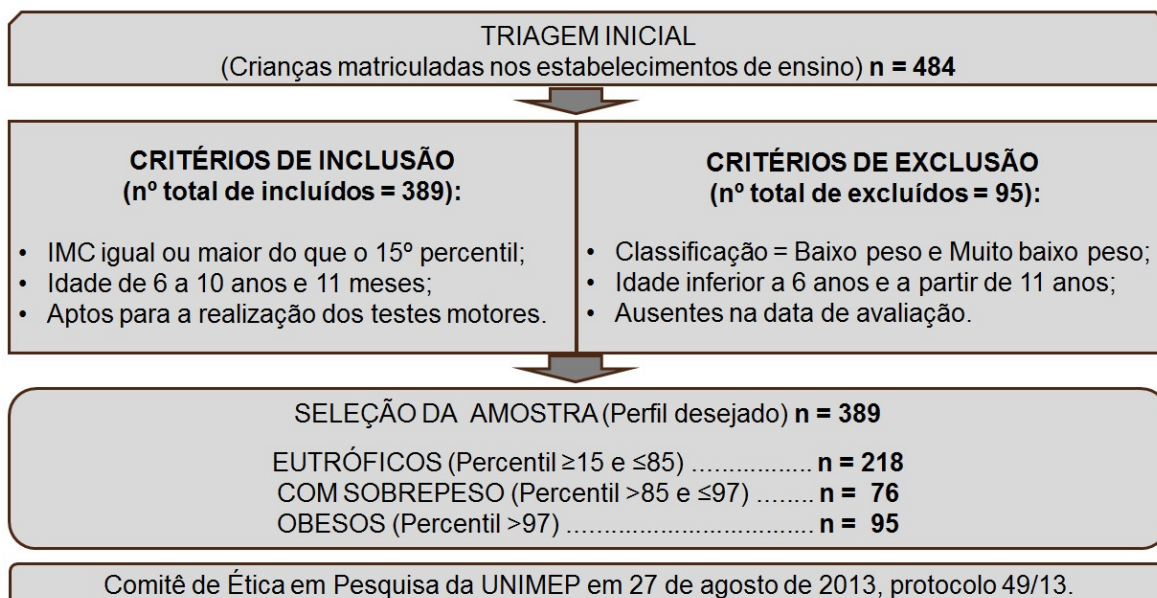 TRIAGEM INICIAL
(Crianças matriculadas nos estabelecimentos de ensino) n = 484
CRITÉRIOS DE INCLUSÃO
(nº total de incluídos = 389):
• IMC igual ou maior do que o 15º percentil;
• Idade de 6 a 10 anos e 11 meses;
• Aptos para a realização dos testes motores.
CRITÉRIOS DE EXCLUSÃO
(nº total de excluídos = 95):
• Classificação = Baixo peso e Muito baixo peso;
• Idade inferior a 6 anos e a partir de 11 anos;
• Ausentes na data de avaliação.
SELEÇÃO DA AMOSTRA (Perfil desejado) n = 389
EUTRÓFICOS (Percentil ≥15 e ≤85) ................. n = 218
COM SOBREPESO (Percentil >85 e ≤97) ........ n = 76
OBESOS (Percentil >97) .................................. n = 95
Comitê de Ética em Pesquisa da UNIMEP em 27 de agosto de 2013, protocolo 49/13.